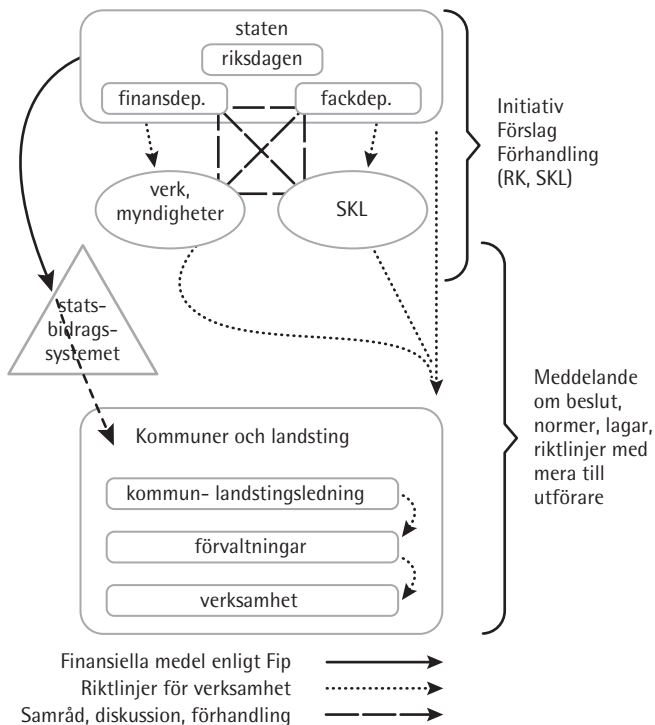 staten
riksdagen
finansdep.
fackdep.
Initiativ
Förslag
Förhandling
(RK, SKL)
verk,
myndigheter
SKL
stats-
bidrags-
systemet
Meddelande
om beslut,
normer, lagar,
riktlinjer med
mera till
utförare
Kommuner och landsting
kommun- landstingsledning
förvaltningar
verksamhet
Finansiella medel enligt Fip
Riktlinjer för verksamhet
Samråd, diskussion, förhandling